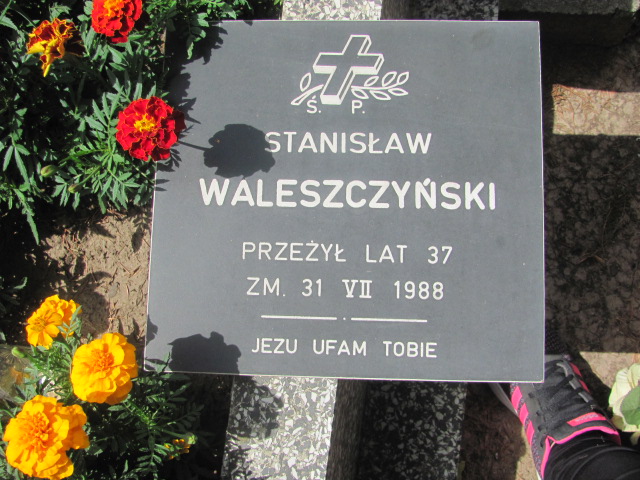 Ś. P.
STANISŁAW
WALESZCZYŃSKI
PRZEŻYŁ LAT 37
ZM. 31 VII 1988
JEZU UFAM TOBIE